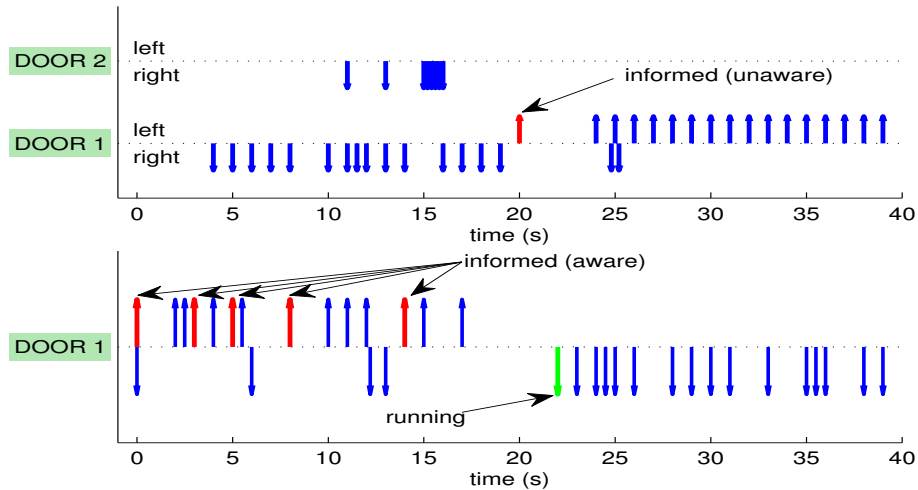 left
DOOR 2
right
informed (unaware)
left
DOOR 1
right
0 5 10 15 20 25 30 35 40
time (s)
informed (aware)
DOOR 1
running
0 5 10 15 20 25 30 35 40
time (s)